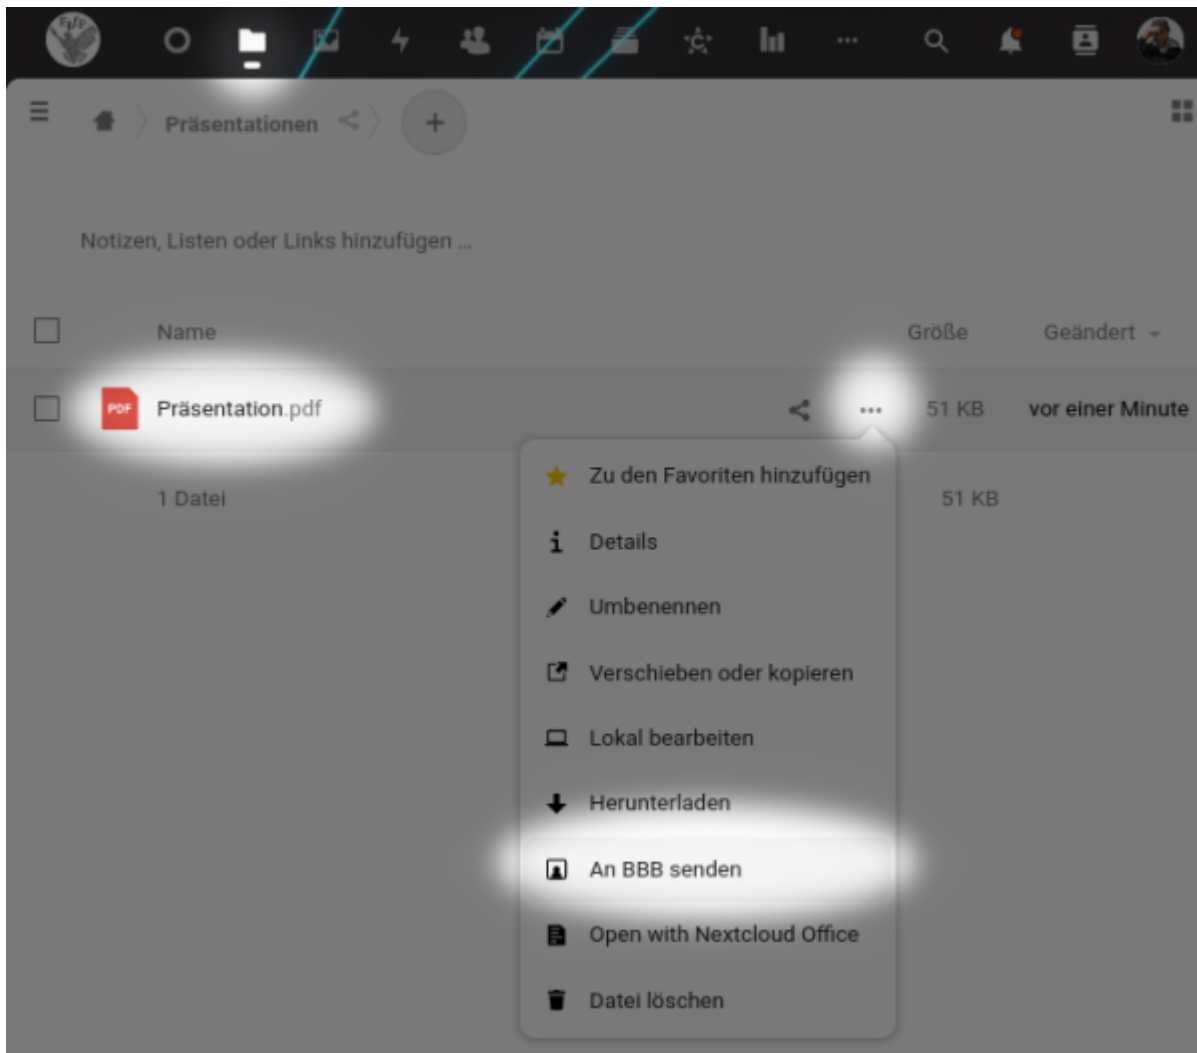 FIfF
Präsentationen
Notizen, Listen oder Links hinzufügen ...
Name Größe Geändert
PDF Präsentation.pdf 51 KB vor einer Minute
1 Datei 51 KB
Zu den Favoriten hinzufügen
Details
Umbenennen
Verschieben oder kopieren
Lokal bearbeiten
Herunterladen
An BBB senden
Open with Nextcloud Office
Datei löschen